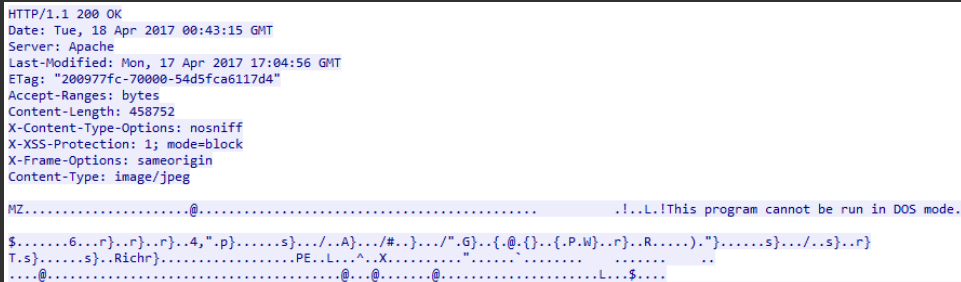 HTTP/1.1 200 OK
Date: Tue, 18 Apr 2017 00:43:15 GMT
Server: Apache
Last-Modified: Mon, 17 Apr 2017 17:04:56 GMT
ETag: "200977fc-70000-54d5fca6117d4"
Accept-Ranges: bytes
Content-Length: 458752
X-Content-Type-Options: nosniff
X-XSS-Protection: 1; mode=block
X-Frame-Options: sameorigin
Content-Type: image/jpeg
MZ......................@............................................ .!..L.!This program cannot be run in DOS mode.
$.......6...r}..r}..r}..4,".p}......s}.../..A}.../#..}.../".G}..{.@.{}..{.P.W}..r}..R.....)."}......s}.../..s}..r}
T.s}......s}..Richr}.................PE..L...^..X.........."......`........ ....... ..
....@.......................................@...@.......@.....................L...$....